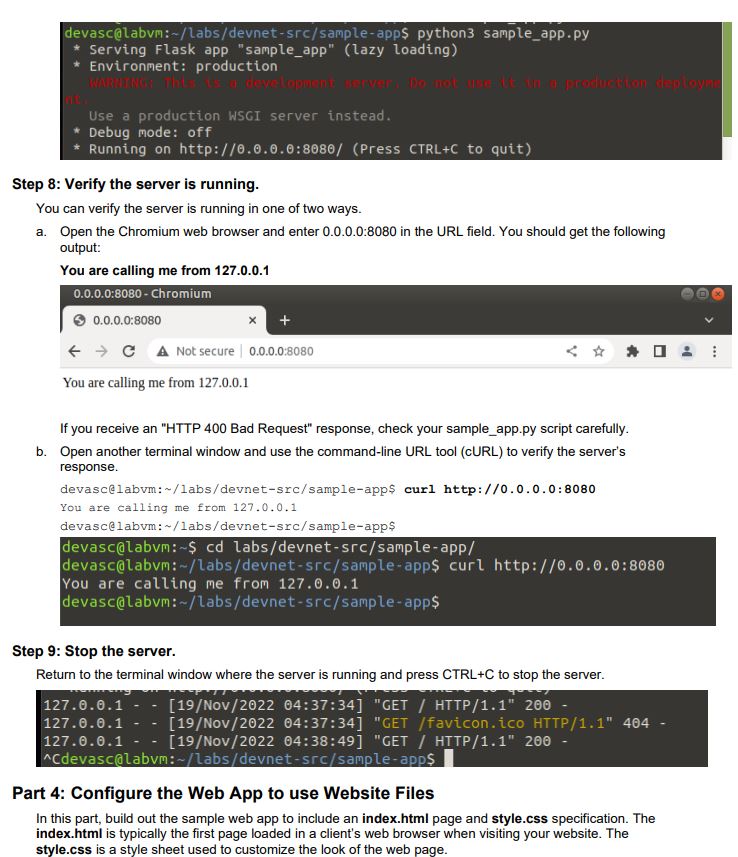 devasc@labvm:~/labs/devnet-src/sample-app$ python3 sample_app.py
* Serving Flask app "sample_app" (lazy loading)
* Environment: production
WARNING: This is a development server. Do not use it in a production deployme
nt.
Use a production WSGI server instead.
* Debug mode: off
* Running on http://0.0.0.0:8080/ (Press CTRL+C to quit)
Step 8: Verify the server is running.
You can verify the server is running in one of two ways.
a. Open the Chromium web browser and enter 0.0.0.0:8080 in the URL field. You should get the following
output:
You are calling me from 127.0.0.1
0.0.0.0:8080 - Chromium
0.0.0.0:8080
Not secure | 0.0.0.0:8080
You are calling me from 127.0.0.1
If you receive an "HTTP 400 Bad Request" response, check your sample_app.py script carefully.
b. Open another terminal window and use the command-line URL tool (cURL) to verify the server's
response.
devasc@labvm:~/labs/devnet-src/sample-app$ curl http://0.0.0.0:8080
You are calling me from 127.0.0.1
devasc@labvm:~/labs/devnet-src/sample-app$
devasc@labvm:~$ cd labs/devnet-src/sample-app/
devasc@labvm:~/labs/devnet-src/sample-app$ curl http://0.0.0.0:8080
You are calling me from 127.0.0.1
devasc@labvm:~/labs/devnet-src/sample-app$
Step 9: Stop the server.
Return to the terminal window where the server is running and press CTRL+C to stop the server.
127.0.0.1 - - [19/Nov/2022 04:37:34] "GET / HTTP/1.1" 200 -
127.0.0.1 - - [19/Nov/2022 04:37:34] "GET /favicon.ico HTTP/1.1" 404 -
127.0.0.1 - - [19/Nov/2022 04:38:49] "GET / HTTP/1.1" 200 -
^Cdevasc@labvm:~/labs/devnet-src/sample-app$
Part 4: Configure the Web App to use Website Files
In this part, build out the sample web app to include an index.html page and style.css specification. The
index.html is typically the first page loaded in a client's web browser when visiting your website. The
style.css is a style sheet used to customize the look of the web page.